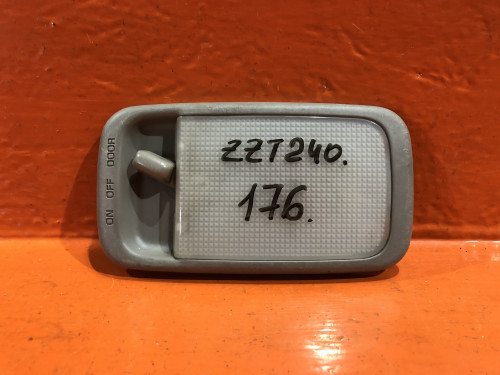 ON OFF DOOR
ZZT240.
176.